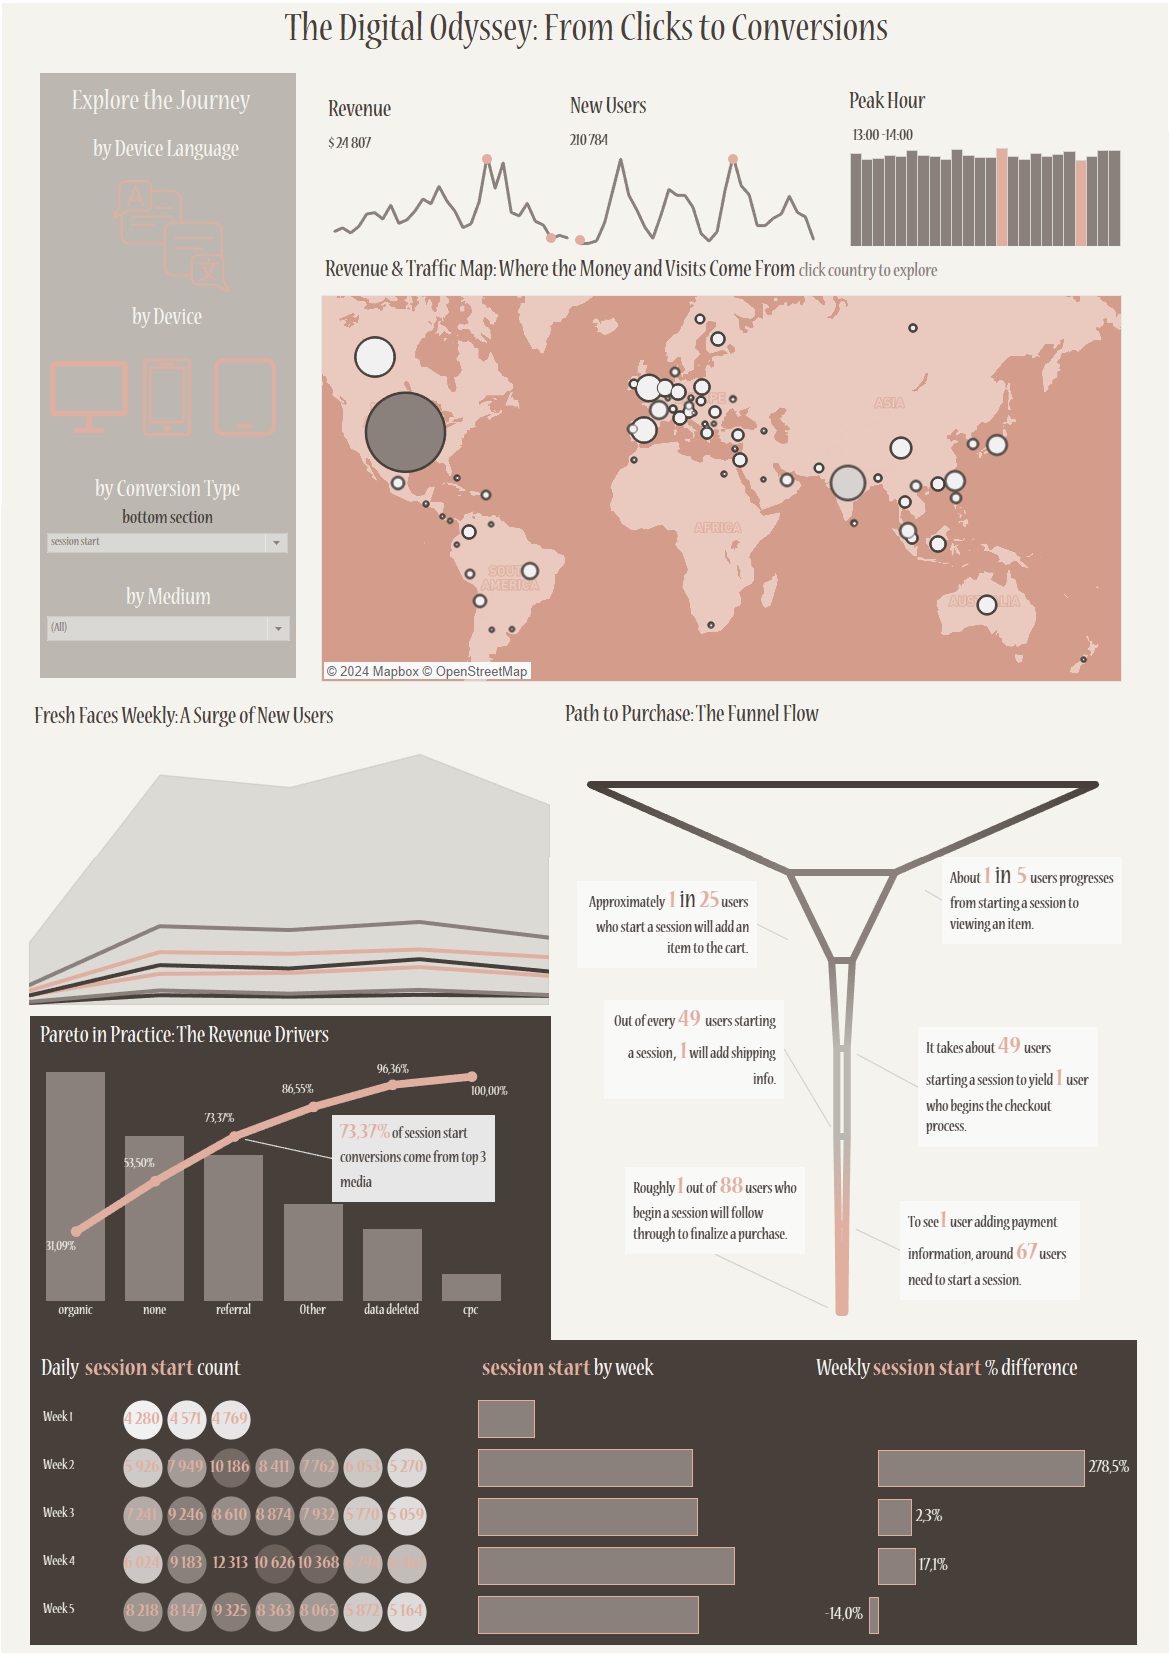 The Digital Odyssey: From Clicks to Conversions
Explore the Journey
by Device Language
A
文
by Device
by Conversion Type
bottom section
session start
by Medium
(All)
Revenue
$ 24 807
New Users
210 784
Peak Hour
13:00 -14:00
Revenue & Traffic Map: Where the Money and Visits Come From click country to explore
ASIA
AFRICA
AMERICA
© 2024 Mapbox © OpenStreetMap
Fresh Faces Weekly: A Surge of New Users
Path to Purchase: The Funnel Flow
About 1 in 5 users progresses
from starting a session to
viewing an item.
Approximately 1 in 25 users
who start a session will add an
item to the cart.
Out of every 49 users starting
a session, 1 will add shipping
info.
It takes about 49 users
starting a session to yield 1 user
who begins the checkout
process.
Roughly 1 out of 88 users who
begin a session will follow
through to finalize a purchase.
To see 1 user adding payment
information, around 67 users
need to start a session.
Pareto in Practice: The Revenue Drivers
31,09%
53,50%
73,37%
86,55%
96,36%
100,00%
73,37% of session start
conversions come from top 3
media
organic none referral Other data deleted cpc
Daily session start count
Week 1 4 280 4 571 4 769
Week 2 5 926 7 949 10 186 8 411 7 762 6 053 5 270
Week 3 7 241 9 246 8 610 8 874 7 932 5 770 5 059
Week 4 6 024 9 183 12 313 10 626 10 368
Week 5 8 218 8 147 9 325 8 363 8 065 5 872 5 164
session start by week
Weekly session start % difference
278,5%
2,3%
17,1%
-14,0%